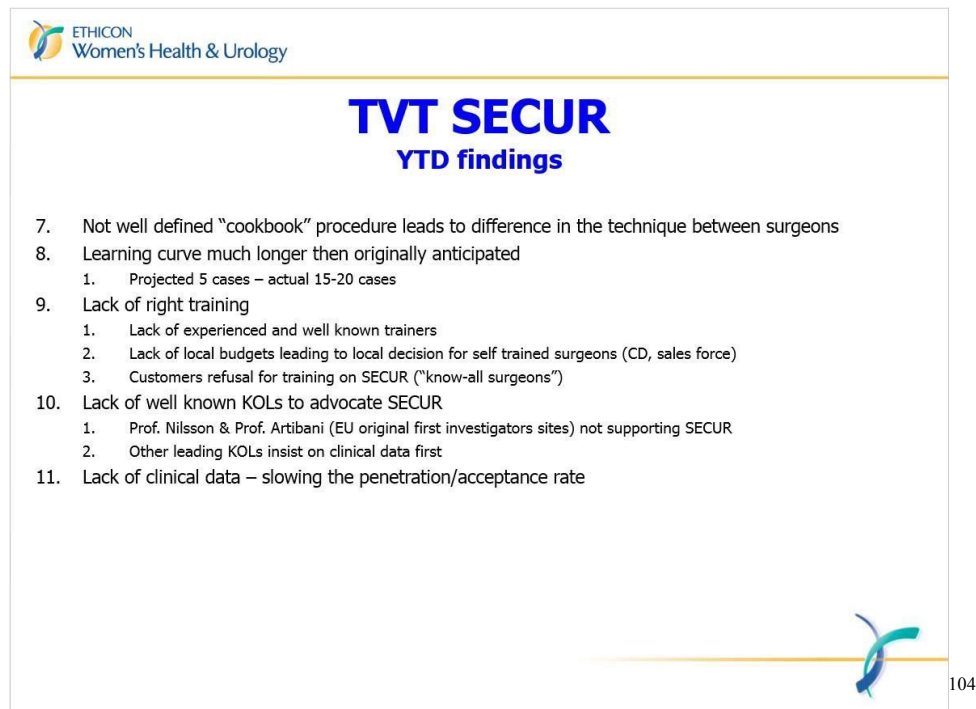 ETHICON
Women's Health & Urology
TVT SECUR
YTD findings
7. Not well defined “cookbook” procedure leads to difference in the technique between surgeons
8. Learning curve much longer then originally anticipated
1. Projected 5 cases – actual 15-20 cases
9. Lack of right training
1. Lack of experienced and well known trainers
2. Lack of local budgets leading to local decision for self trained surgeons (CD, sales force)
3. Customers refusal for training on SECUR (“know-all surgeons”)
10. Lack of well known KOLs to advocate SECUR
1. Prof. Nilsson & Prof. Artibani (EU original first investigators sites) not supporting SECUR
2. Other leading KOLs insist on clinical data first
11. Lack of clinical data – slowing the penetration/acceptance rate
104